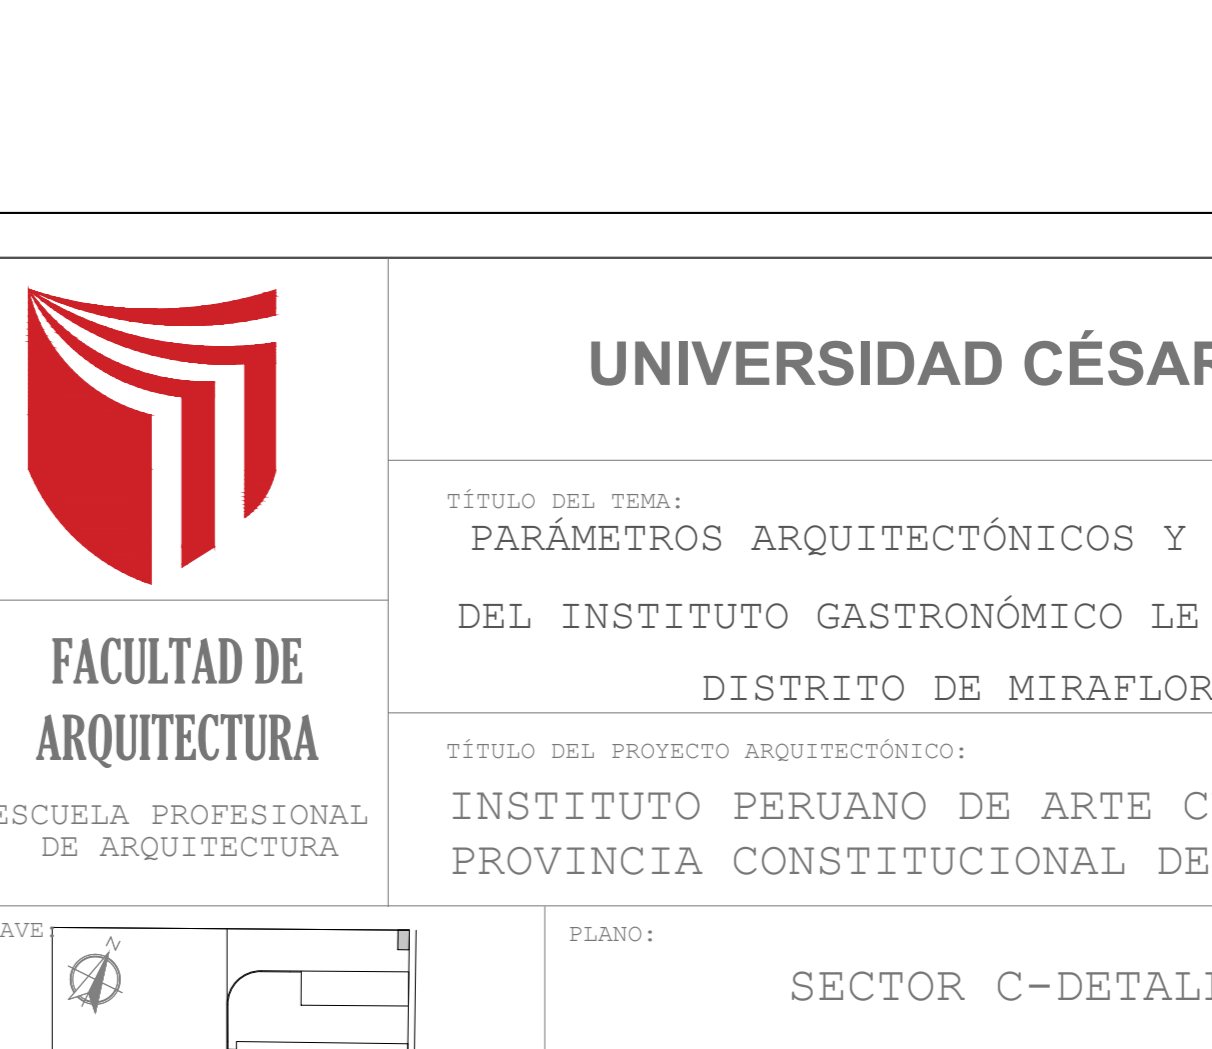 UNIVERSIDAD CÉSAR
TÍTULO DEL TEMA:
PARÁMETROS ARQUITECTÓNICOS Y
DEL INSTITUTO GASTRONÓMICO LE
DISTRITO DE MIRAFLOR
FACULTAD DE
ARQUITECTURA
ESCUELA PROFESIONAL
DE ARQUITECTURA
TÍTULO DEL PROYECTO ARQUITECTÓNICO:
INSTITUTO PERUANO DE ARTE C
PROVINCIA CONSTITUCIONAL DE
AVE:
N
PLANO:
SECTOR C-DETAL